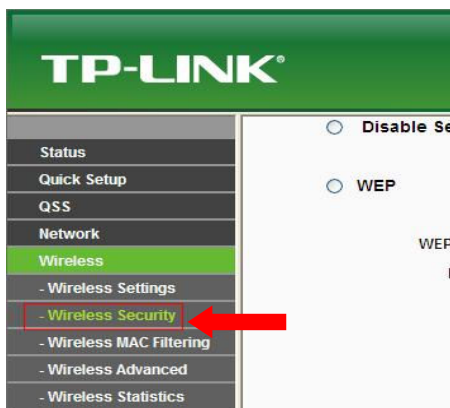 TP-LINK®
Disable Se
Status
Quick Setup
WEP
QSS
Network
WEP
Wireless
- Wireless Settings
- Wireless Security
- Wireless MAC Filtering
- Wireless Advanced
- Wireless Statistics